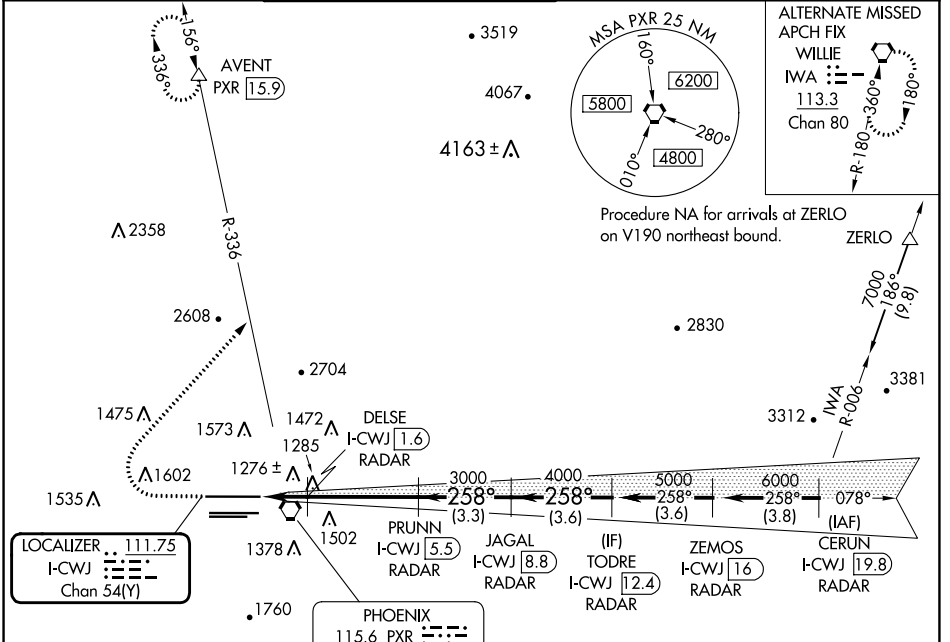 156°
336°
AVENT
PXR 15.9
3519
4067
4163 ±
MSA PXR 25 NM
160°
6200
5800
280°
010°
4800
ALTERNATE MISSED
APCH FIX
WILLIE
IWA
113.3
Chan 80
360°
180°
R-180
Procedure NA for arrivals at ZERLO
on V190 northeast bound.
ZERLO
7000
186°
(9.8)
2358
R-336
2608
2830
2704
3381
3312
IWA
R-006
1475
1573
1472
1285
DELSE
I-CWJ 1.6
RADAR
1602
1276 ±
1535
3000
258°
(3.3)
4000
258°
(3.6)
5000
258°
(3.6)
6000
258°
(3.8)
078°
(IAF)
CERUN
I-CWJ 19.8
RADAR
ZEMOS
I-CWJ 16
RADAR
(IF)
TODRE
I-CWJ 12.4
RADAR
JAGAL
I-CWJ 8.8
RADAR
PRUNN
I-CWJ 5.5
RADAR
1502
1378
LOCALIZER 111.75
I-CWJ
Chan 54(Y)
1760
PHOENIX
115.6 PXR